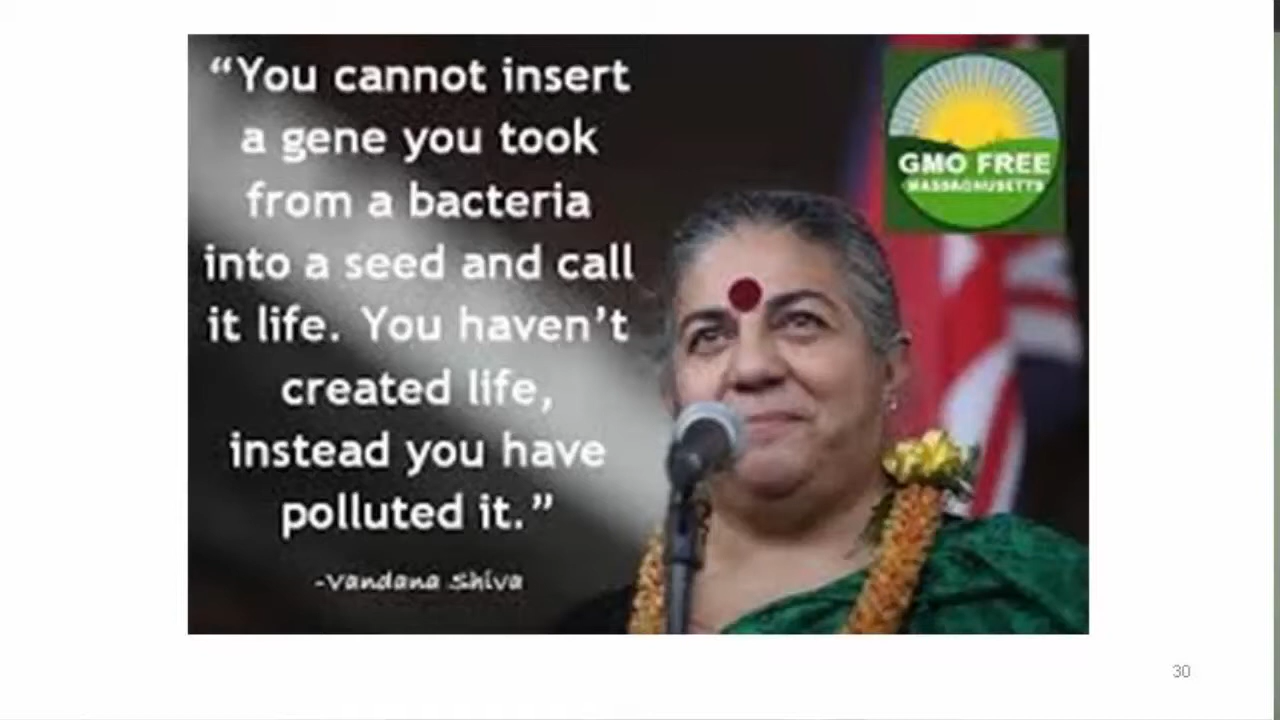 “You cannot insert
a gene you took
from a bacteria
into a seed and call
it life. You haven’t
created life,
instead you have
polluted it.”
-Vandana Shiva
GMO FREE
MASSACHUSETTS
30